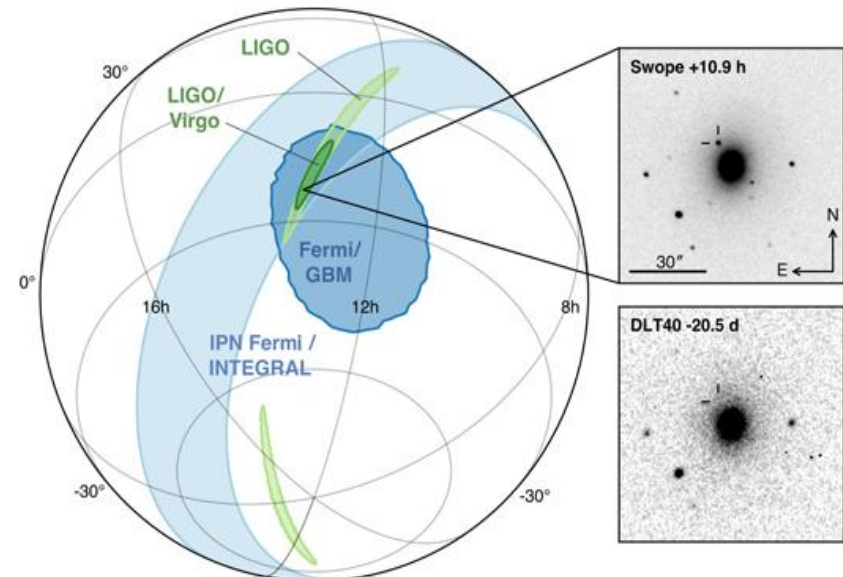 LIGO
30°
LIGO/
Virgo
Swope +10.9 h
N
E
30"
Fermi/
GBM
0°
16h
12h
8h
IPN Fermi /
INTEGRAL
DLT40 -20.5 d
-30°
-30°